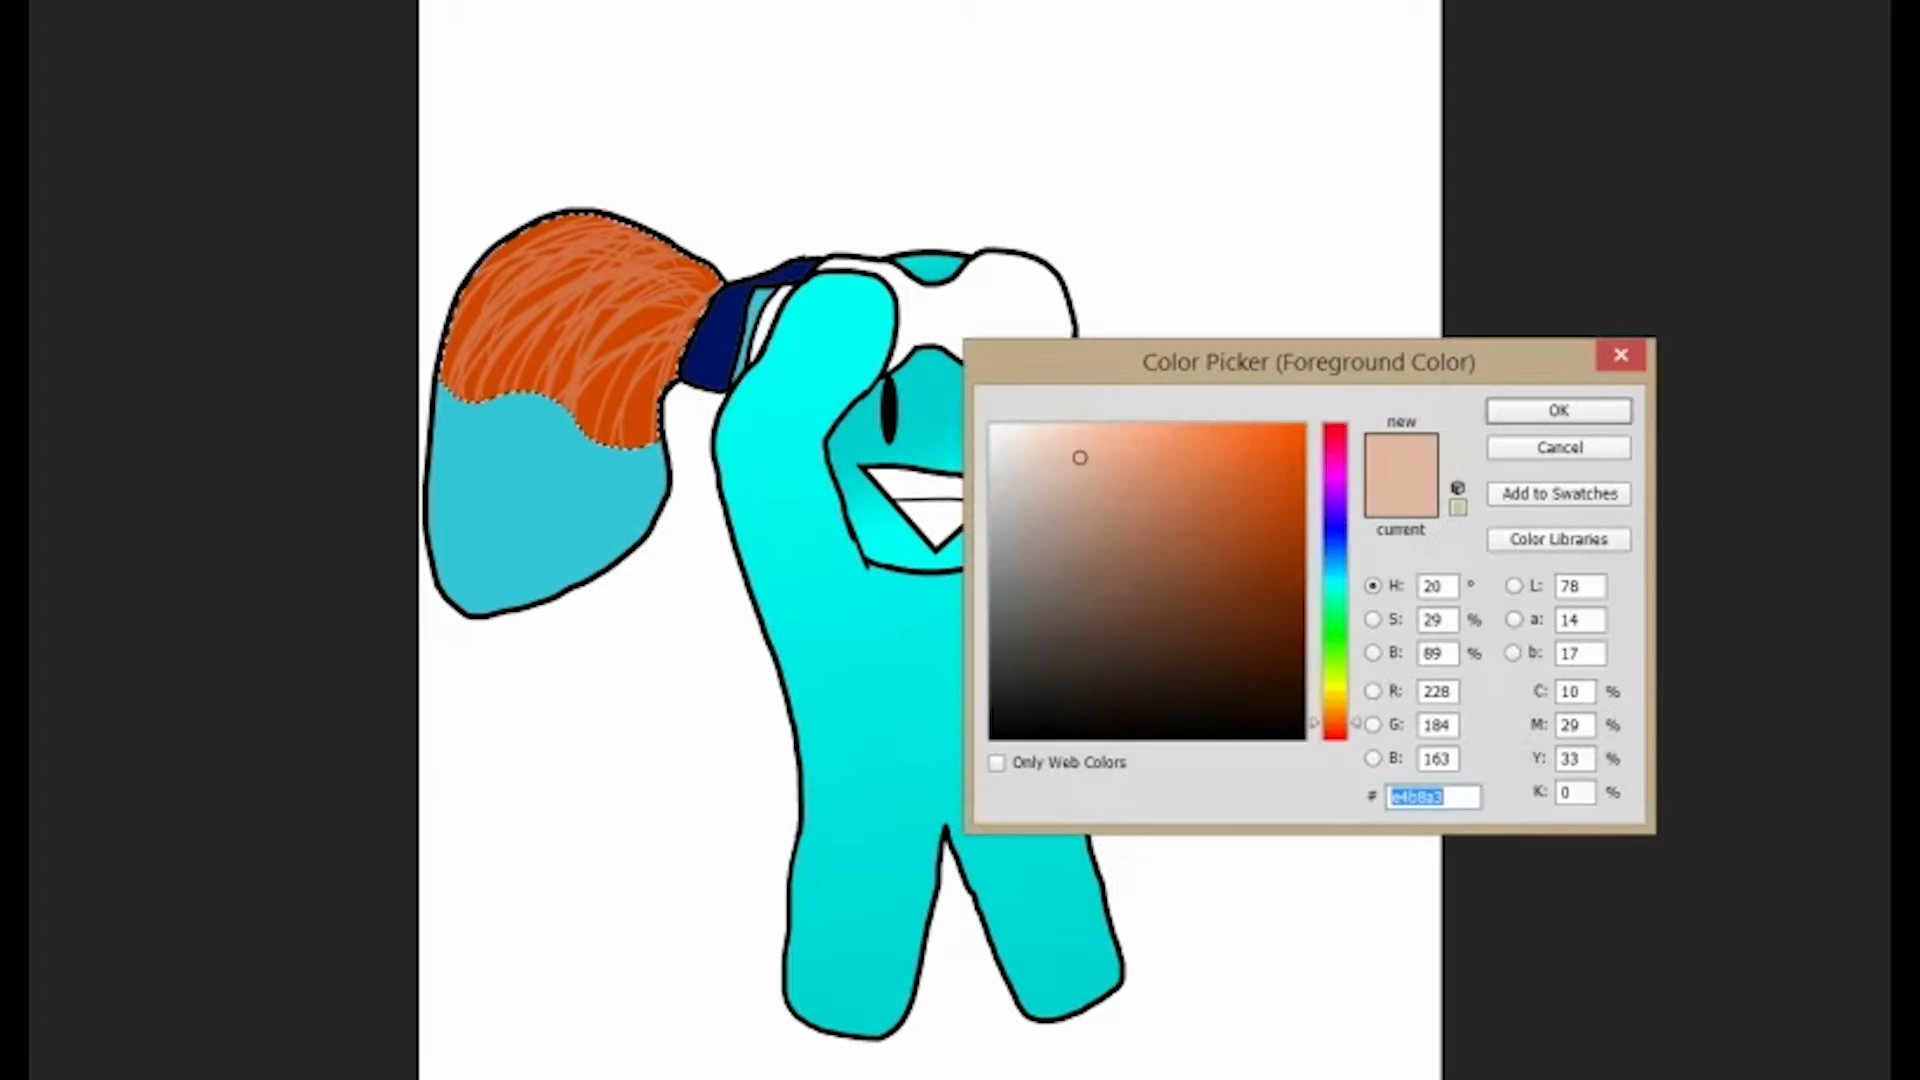 Color Picker (Foreground Color)
new
current
OK
Cancel
Add to Swatches
Color Libraries
H: 20 °
S: 29 %
B: 89 %
R: 228
G: 184
B: 163
# e4b8a3
L: 78
a: 14
b: 17
C: 10 %
M: 29 %
Y: 33 %
K: 0 %
Only Web Colors